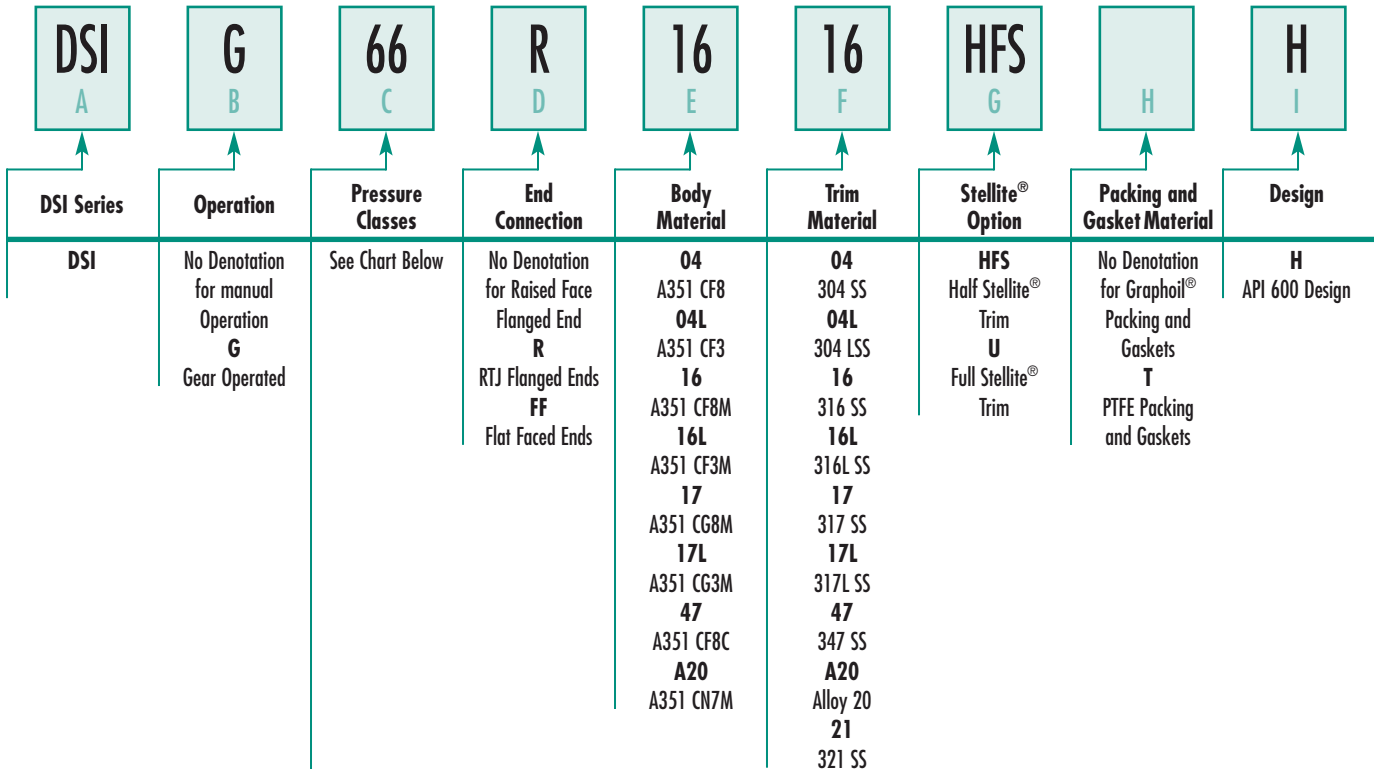 DSI
A
G
B
66
C
R
D
16
E
16
F
HFS
G
H
H
I
DSI Series
DSI
Operation
No Denotation
for manual
Operation
G
Gear Operated
Pressure
Classes
See Chart Below
End
Connection
No Denotation
for Raised Face
Flanged End
R
RTJ Flanged Ends
FF
Flat Faced Ends
Body
Material
04
A351 CF8
04L
A351 CF3
16
A351 CF8M
16L
A351 CF3M
17
A351 CG8M
17L
A351 CG3M
47
A351 CF8C
A20
A351 CN7M
Trim
Material
04
304 SS
04L
304 LSS
16
316 SS
16L
316L SS
17
317 SS
17L
317L SS
47
347 SS
A20
Alloy 20
21
321 SS
Stellite®
Option
HFS
Half Stellite®
Trim
U
Full Stellite®
Trim
Packing and
Gasket Material
No Denotation
for Graphoil®
Packing and
Gaskets
T
PTFE Packing
and Gaskets
Design
H
API 600 Design